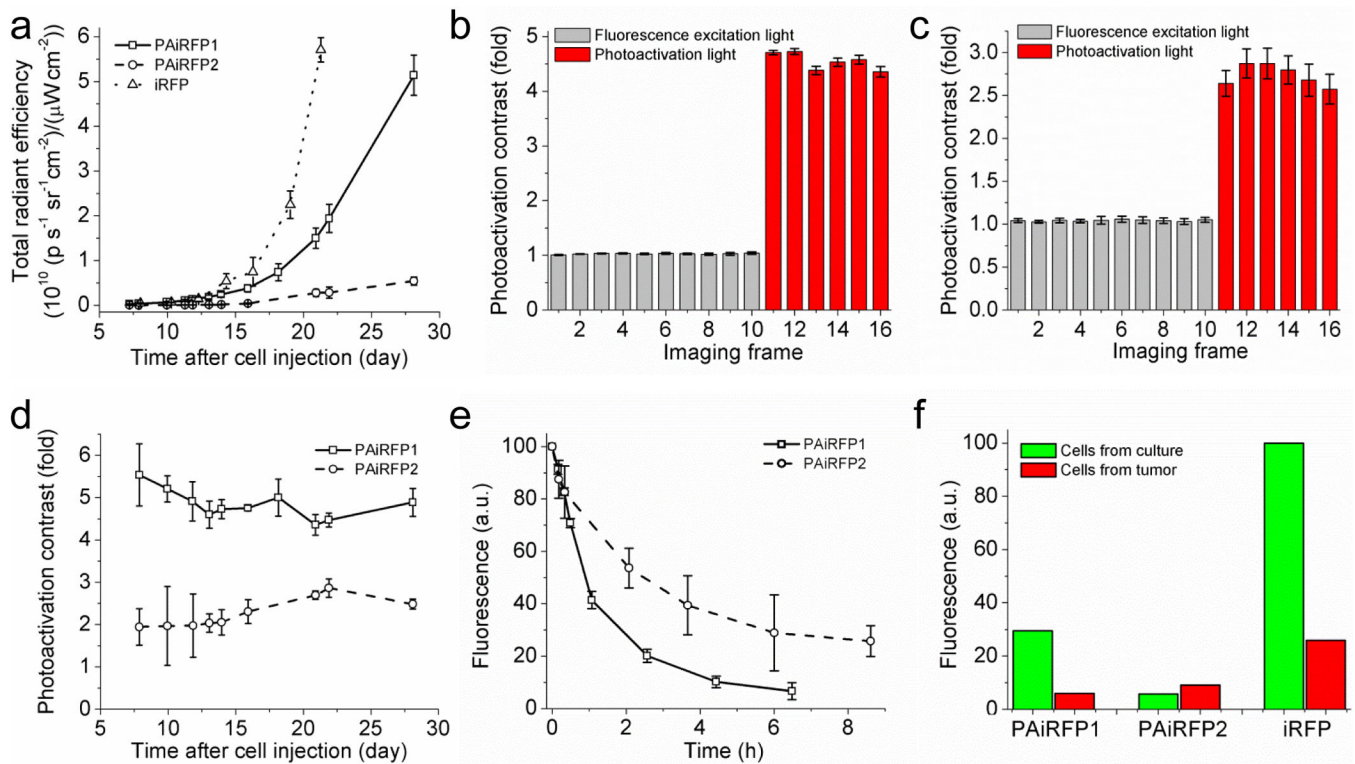 a
Total radiant efficiency
(10¹⁰ (p s⁻¹ sr⁻¹cm⁻²)/(μWcm⁻²)
6
5
4
3
2
1
0
5 10 15 20 25 30
Time after cell injection (day)
PAiRFP1
PAiRFP2
iRFP
b
Photoactivation contrast (fold)
5
4
3
2
1
0
2 4 6 8 10 12 14 16
Imaging frame
Fluorescence excitation light
Photoactivation light
c
Photoactivation contrast (fold)
3.0
2.5
2.0
1.5
1.0
0.5
0.0
2 4 6 8 10 12 14 16
Imaging frame
Fluorescence excitation light
Photoactivation light
d
Photoactivation contrast (fold)
6
5
4
3
2
1
5 10 15 20 25 30
Time after cell injection (day)
PAiRFP1
PAiRFP2
e
Fluorescence (a.u.)
100
80
60
40
20
0
0 2 4 6 8
Time (h)
PAiRFP1
PAiRFP2
f
Fluorescence (a.u.)
100
80
60
40
20
0
PAiRFP1 PAiRFP2 iRFP
Cells from culture
Cells from tumor